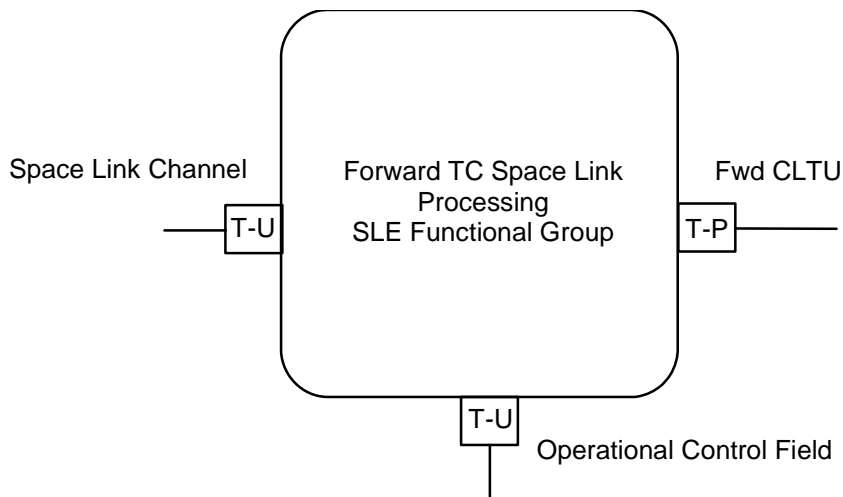 Space Link Channel
Forward TC Space Link
Processing
SLE Functional Group
Fwd CLTU
T-U
T-P
T-U
Operational Control Field